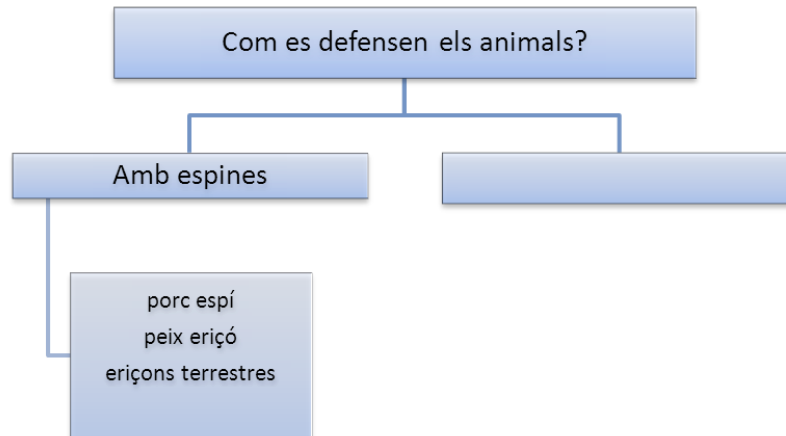 Com es defensen els animals?
Amb espines
porc espí
peix eriçó
eriçons terrestres